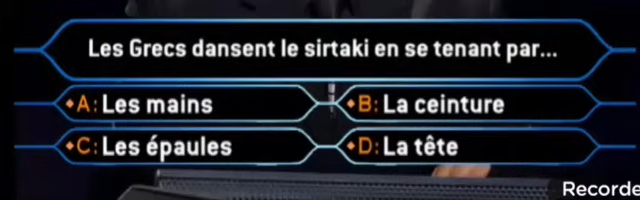 Les Grecs dansent le sirtaki en se tenant par...
A: Les mains
B: La ceinture
C: Les épaules
D: La tête
Recorde